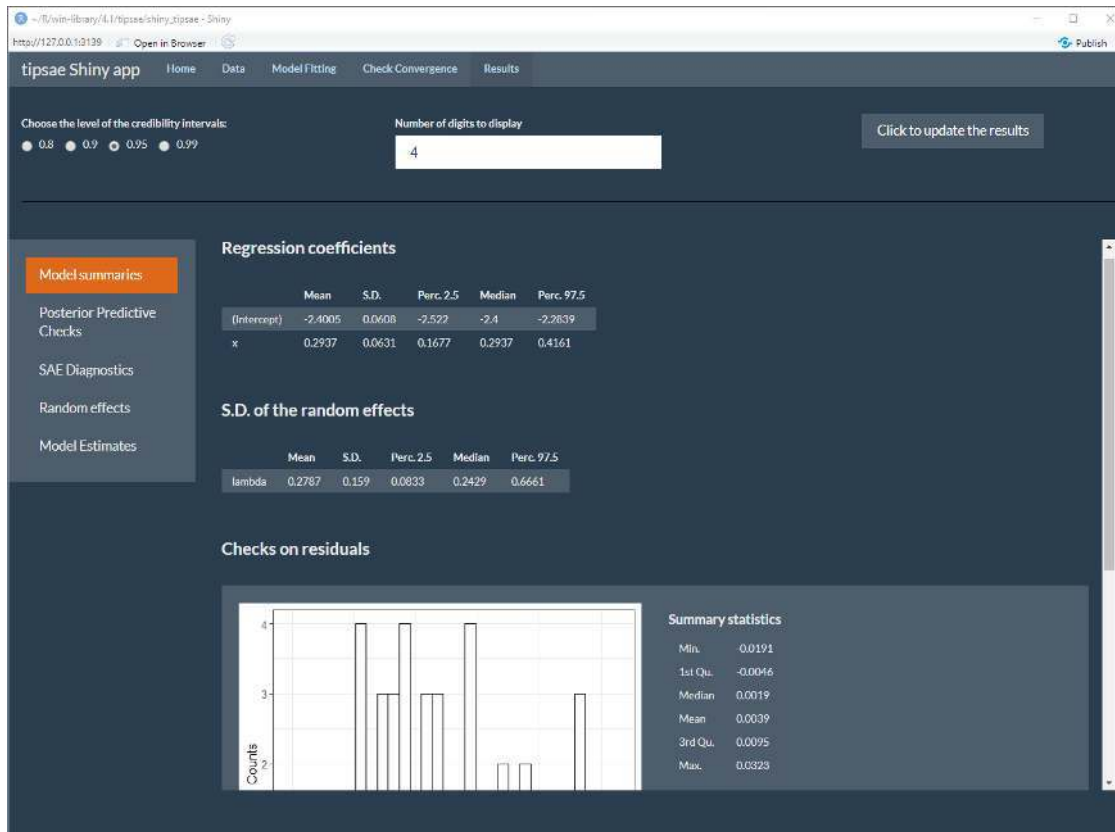 ~/R/win-library/4.1/tipsae/shiny_tipsae - Shiny
http://127.0.0.1:3139 Open in Browser Publish
tipsae Shiny app Home Data Model Fitting Check Convergence Results
Choose the level of the credibility intervals: Number of digits to display
0.8 0.9 0.95 0.99 4 Click to update the results
Regression coefficients
Model summaries
Mean S.D. Perc. 2.5 Median Perc. 97.5
Posterior Predictive
Checks
(Intercept) -2.4005 0.0608 -2.522 -2.4 -2.2839
x 0.2937 0.0631 0.1677 0.2937 0.4161
SAE Diagnostics
Random effects
S.D. of the random effects
Model Estimates
Mean S.D. Perc. 2.5 Median Perc. 97.5
lambda 0.2787 0.159 0.0833 0.2429 0.6661
Checks on residuals
4
3
2
Counts
Summary statistics
Min. -0.0191
1st Qu. -0.0046
Median 0.0019
Mean 0.0039
3rd Qu. 0.0095
Max. 0.0323